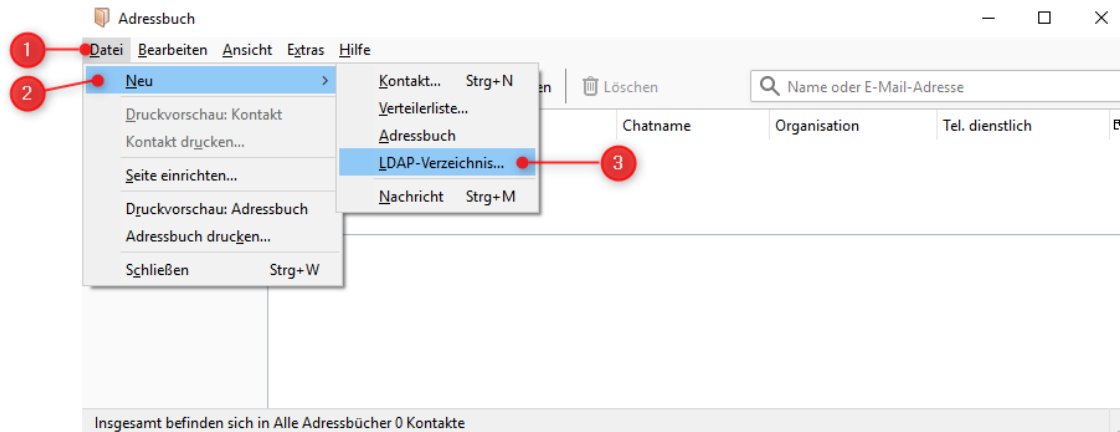 Adressbuch
1
Datei Bearbeiten Ansicht Extras Hilfe
2
Neu
Kontakt... Strg+N
en
Löschen
Name oder E-Mail-Adresse
Druckvorschau: Kontakt
Verteilerliste...
Chatname Organisation Tel. dienstlich
Kontakt drucken...
Adressbuch
LDAP-Verzeichnis...
3
Seite einrichten...
Nachricht Strg+M
Druckvorschau: Adressbuch
Adressbuch drucken...
Schließen Strg+W
Insgesamt befinden sich in Alle Adressbücher 0 Kontakte